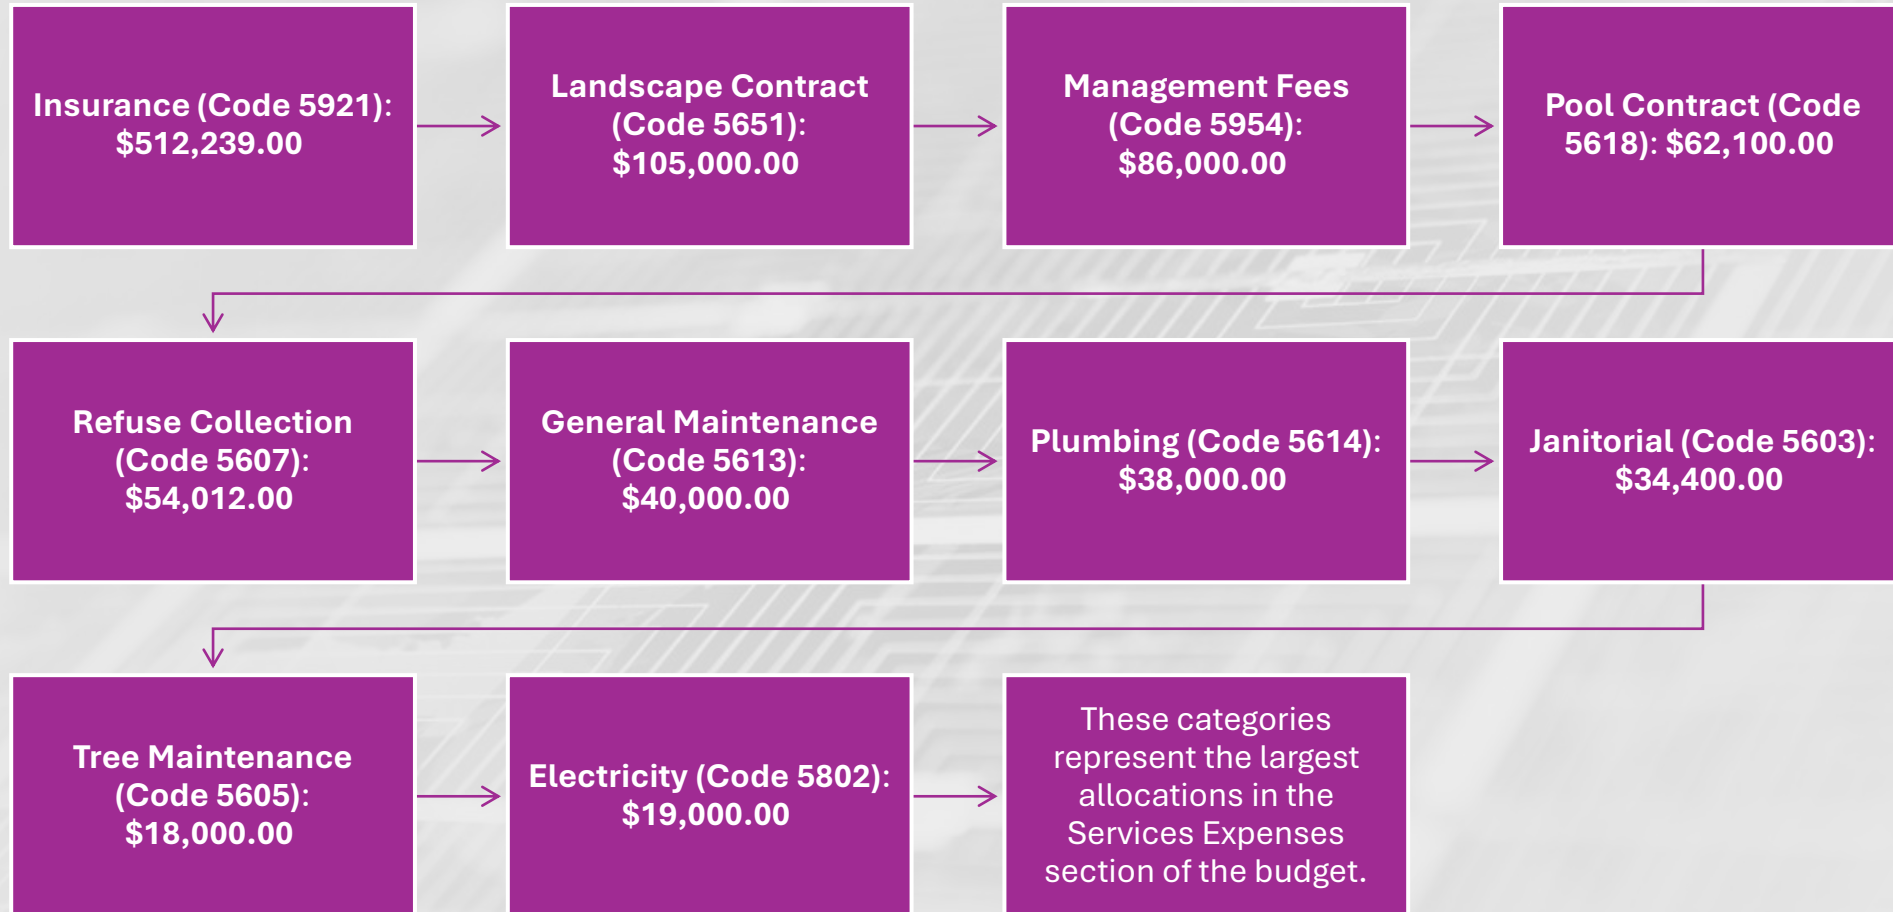 Insurance (Code 5921):
$512,239.00
Landscape Contract
(Code 5651):
$105,000.00
Management Fees
(Code 5954):
$86,000.00
Pool Contract (Code
5618): $62,100.00
Refuse Collection
(Code 5607):
$54,012.00
General Maintenance
(Code 5613):
$40,000.00
Plumbing (Code 5614):
$38,000.00
Janitorial (Code 5603):
$34,400.00
Tree Maintenance
(Code 5605):
$18,000.00
Electricity (Code 5802):
$19,000.00
These categories
represent the largest
allocations in the
Services Expenses
section of the budget.